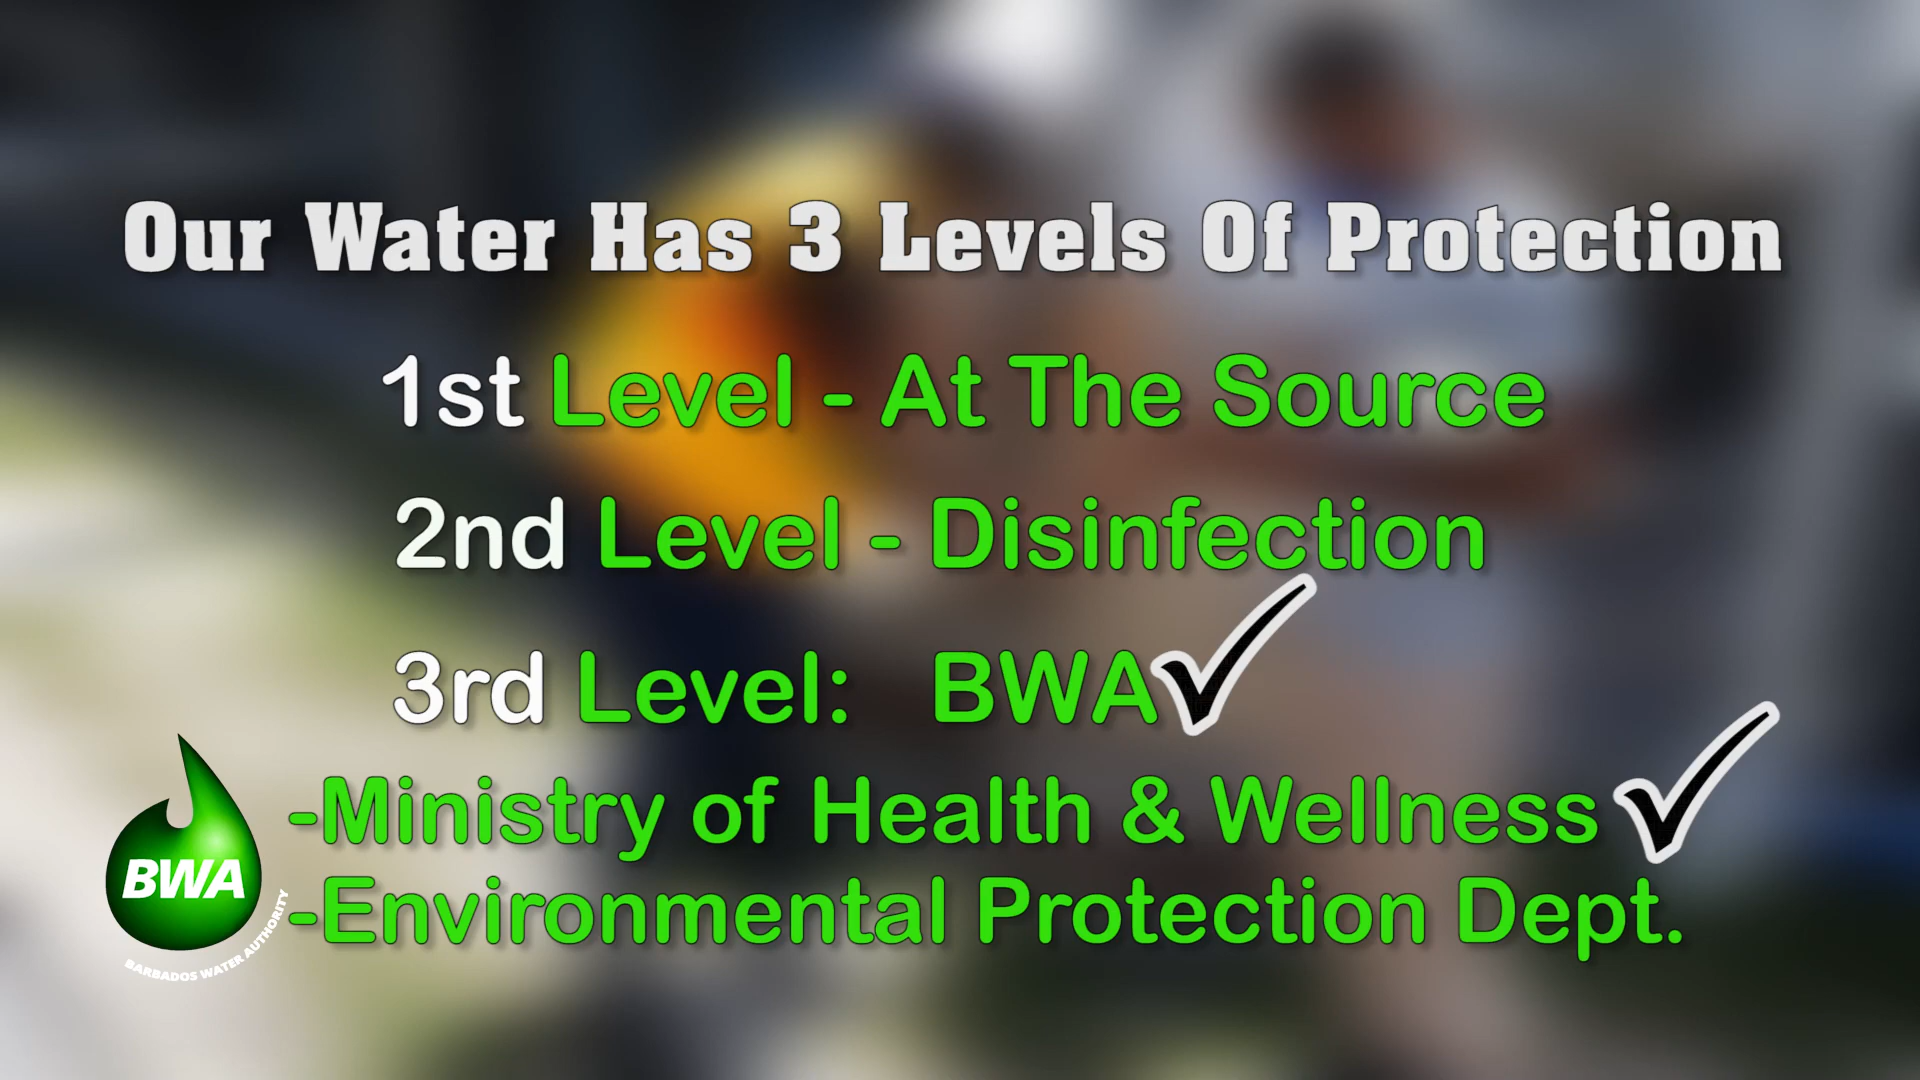 Our Water Has 3 Levels Of Protection
1st Level - At The Source
2nd Level - Disinfection
3rd Level: BWA
-Ministry of Health & Wellness
-Environmental Protection Dept.
BWA
BARBADOS WATER AUTHORITY